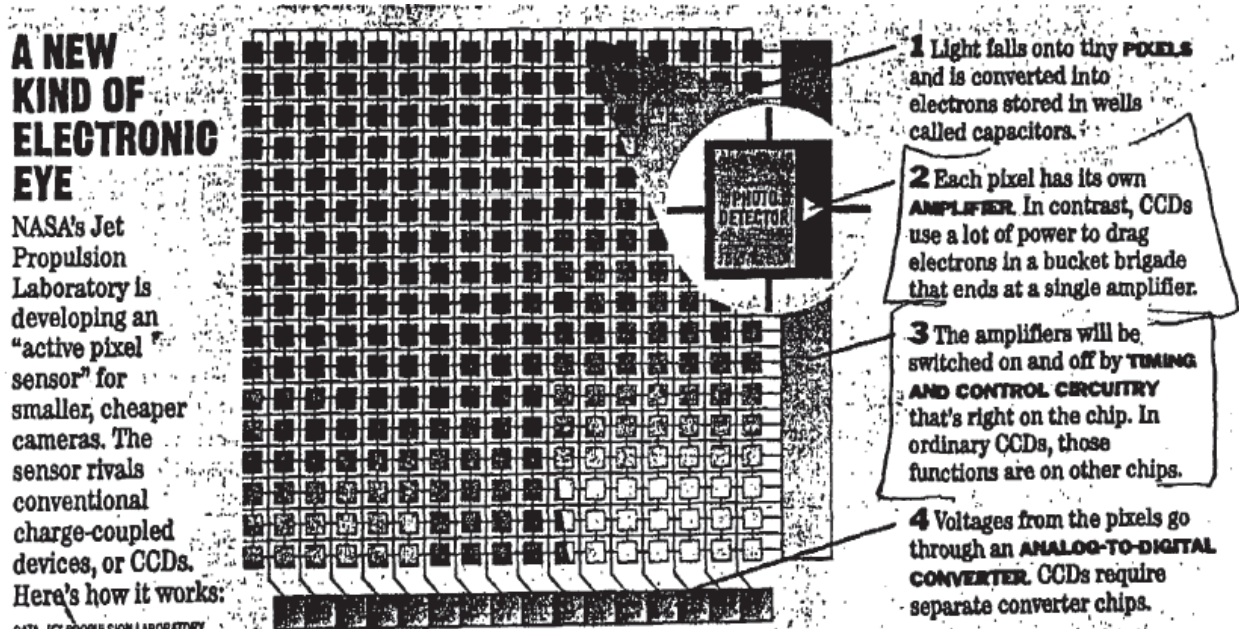 A NEW
KIND OF
ELECTRONIC
EYE
NASA's Jet
Propulsion
Laboratory is
developing an
"active pixel
sensor" for
smaller, cheaper
cameras. The
sensor rivals
conventional
charge-coupled
devices, or CCDs.
Here's how it works:
DATA: JET PROPULSION LABORATORY
PHOTO
DETECTOR
1 Light falls onto tiny PIXELS
and is converted into
electrons stored in wells
called capacitors.
2 Each pixel has its own
AMPLIFIER. In contrast, CCDs
use a lot of power to drag
electrons in a bucket brigade
that ends at a single amplifier.
3 The amplifiers will be
switched on and off by TIMING
AND CONTROL CIRCUITRY
that's right on the chip. In
ordinary CCDs, those
functions are on other chips.
4 Voltages from the pixels go
through an ANALOG-TO-DIGITAL
CONVERTER. CCDs require
separate converter chips.